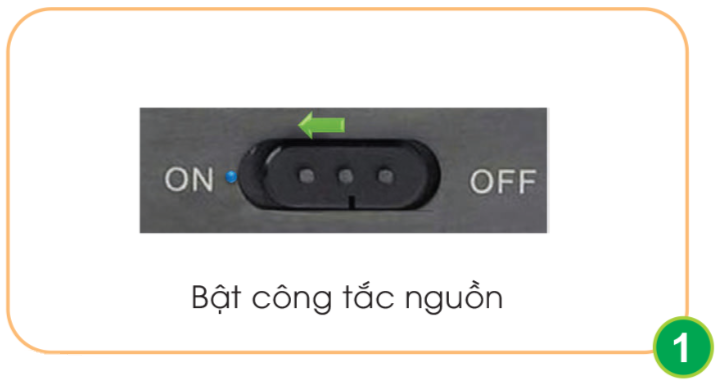 ON OFF
Bật công tắc nguồn
1